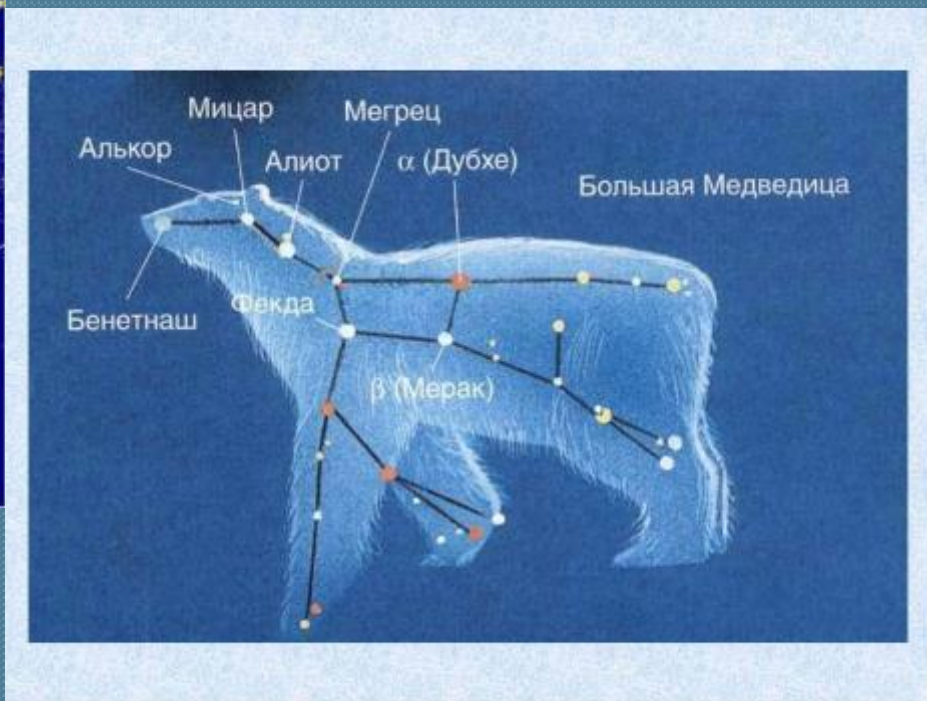 Мицар
Мегрец
Алькор
Алиот
α (Дубхе)
Большая Медведица
Фекда
Бенетнаш
β (Мерак)